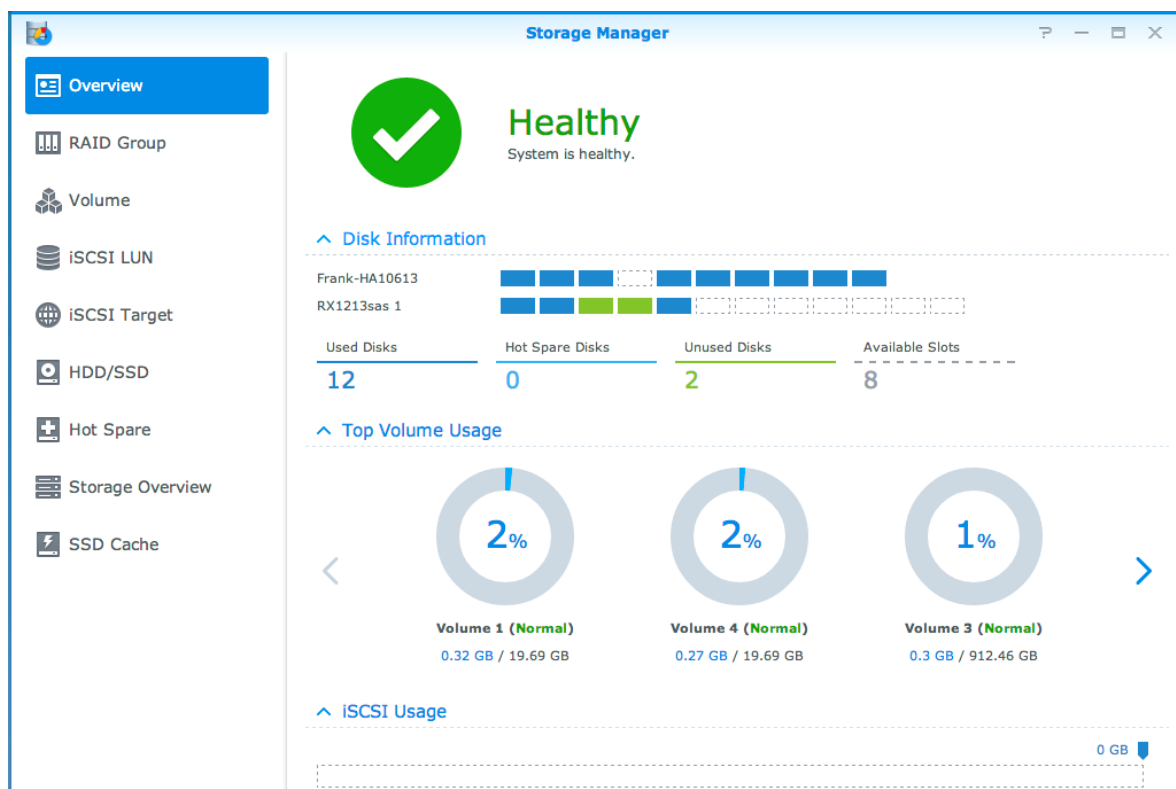 Storage Manager
?
Overview
RAID Group
Volume
iSCSI LUN
iSCSI Target
HDD/SSD
Hot Spare
Storage Overview
SSD Cache
Healthy
System is healthy.
Disk Information
Frank-HA10613
RX1213sas 1
Used Disks Hot Spare Disks Unused Disks Available Slots
12 0 2 8
Top Volume Usage
2% 2% 1%
Volume 1 (Normal) Volume 4 (Normal) Volume 3 (Normal)
0.32 GB / 19.69 GB 0.27 GB / 19.69 GB 0.3 GB / 912.46 GB
iSCSI Usage
0 GB